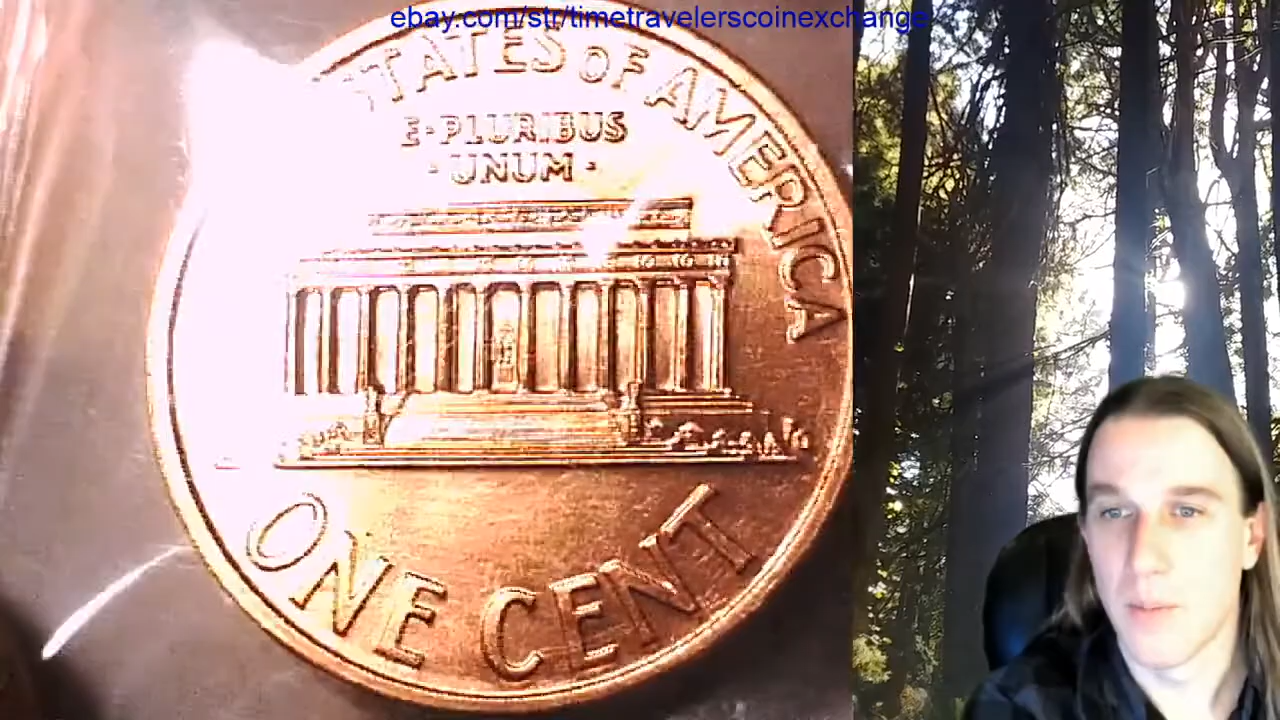 ebay.com/str/timetravelerscoinexchange
STATES OF AMERICA
E·PLURIBUS
·UNUM·
ONE CENT